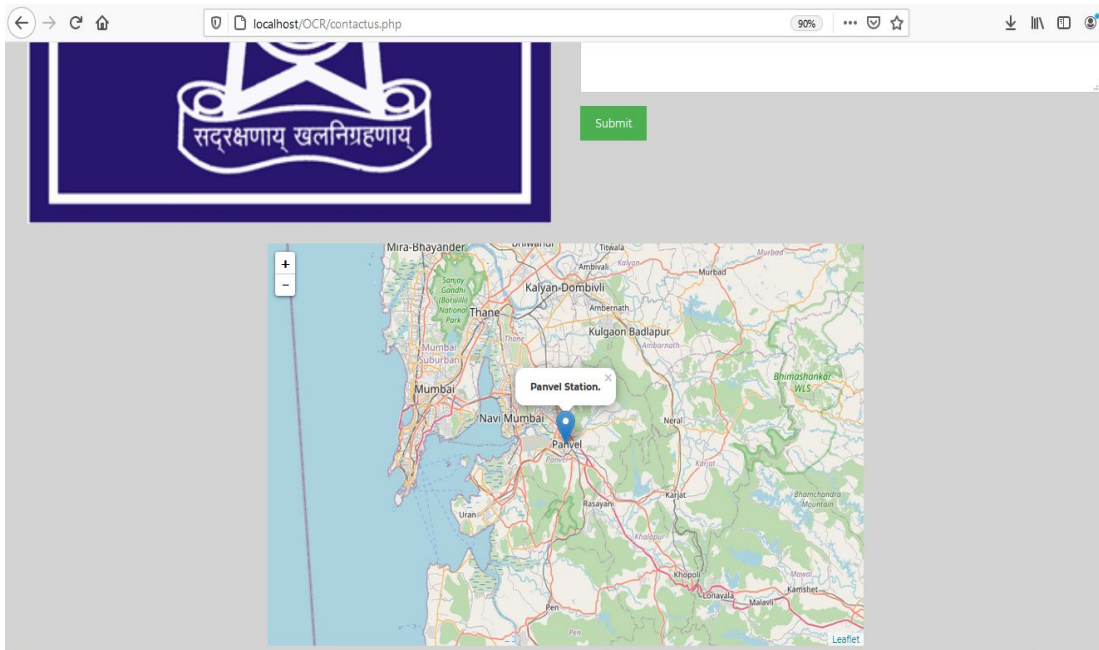 localhost/OCR/contactus.php
90%
सद्रक्षणाय् खलनिग्रहणाय्
Submit
+
−
Mira-Bhayander
Titwala
Murbad
Ambivali
Kalyan
Murbad
Sanjay
Gandhi
(Borivli)
National
Park
Kalyan-Dombivli
Thane
Ambernath
Thane
Kulgaon Badlapur
Ambarnath
Mumbai
Suburban
Bhimashankar
WLS
Panvel Station.
×
Mumbai
Navi Mumbai
Neral
Panvel
Panvel
Karjat
Karjat
Bhamchandra
Mountain
Rasayani
Uran
Khalapur
Khopoli
Mawal
Kamshet
Lonavala
Malavli
Pen
Pen
Leaflet